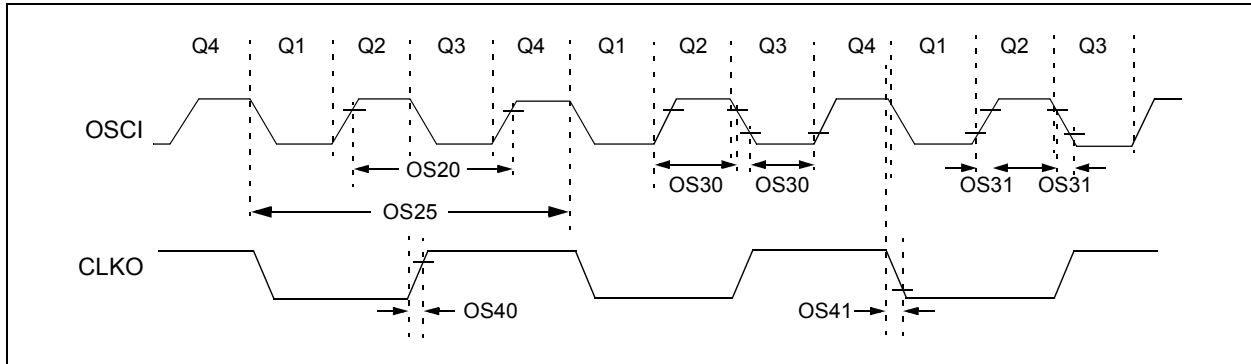 Q4 Q1 Q2 Q3 Q4 Q1 Q2 Q3 Q4 Q1 Q2 Q3
OSCI
OS20
OS30 OS30
OS31 OS31
OS25
CLKO
OS40
OS41